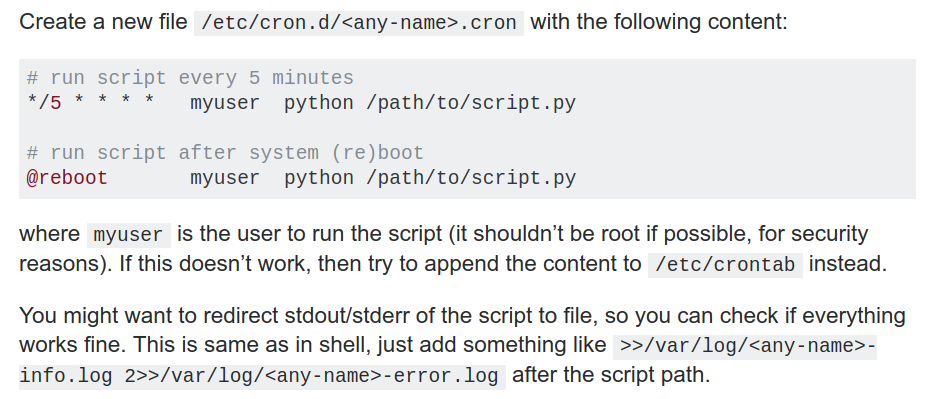 Create a new file /etc/cron.d/<any-name>.cron with the following content:
# run script every 5 minutes
*/5 * * * *   myuser  python /path/to/script.py
# run script after system (re)boot
@reboot       myuser  python /path/to/script.py
where myuser is the user to run the script (it shouldn’t be root if possible, for security
reasons). If this doesn’t work, then try to append the content to /etc/crontab instead.
You might want to redirect stdout/stderr of the script to file, so you can check if everything
works fine. This is same as in shell, just add something like >>/var/log/<any-name>-
info.log 2>>/var/log/<any-name>-error.log after the script path.